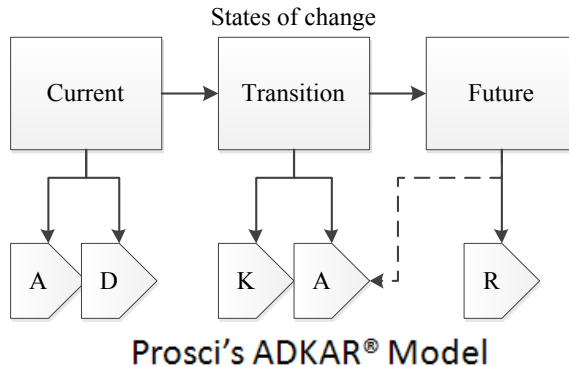 States of change
Current
Transition
Future
A
D
K
A
R
Prosci's ADKAR® Model